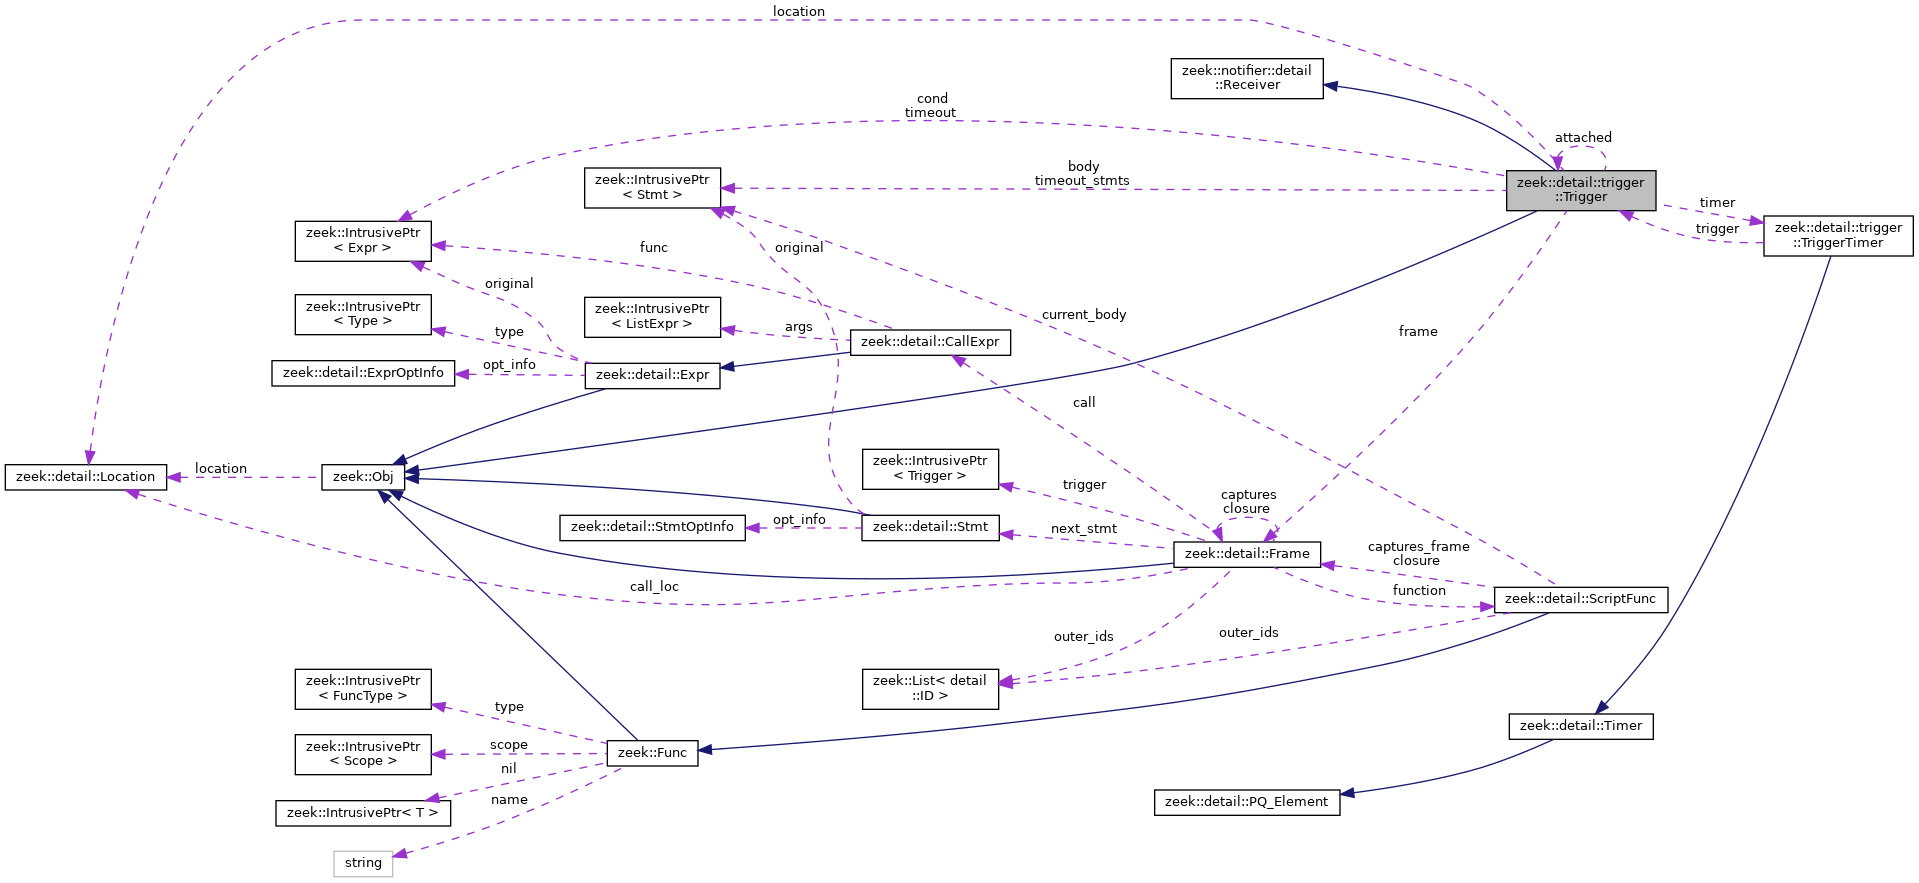 location
zeek::notifier::detail
::Receiver
cond
timeout
attached
body
timeout_stmts
zeek::IntrusivePtr
< Stmt >
zeek::detail::trigger
::Trigger
timer
trigger
zeek::detail::trigger
::TriggerTimer
zeek::IntrusivePtr
< Expr >
func
original
original
zeek::IntrusivePtr
< Type >
type
zeek::IntrusivePtr
< ListExpr >
args
current_body
frame
zeek::detail::CallExpr
zeek::detail::ExprOptInfo
opt_info
zeek::detail::Expr
call
zeek::detail::Location
location
zeek::Obj
zeek::IntrusivePtr
< Trigger >
trigger
captures
closure
zeek::detail::StmtOptInfo
opt_info
zeek::detail::Stmt
next_stmt
zeek::detail::Frame
captures_frame
closure
call_loc
function
zeek::detail::ScriptFunc
outer_ids
outer_ids
zeek::IntrusivePtr
< FuncType >
type
zeek::List< detail
::ID >
zeek::IntrusivePtr
< Scope >
scope
zeek::Func
zeek::detail::Timer
nil
zeek::IntrusivePtr< T >
name
zeek::detail::PQ_Element
string